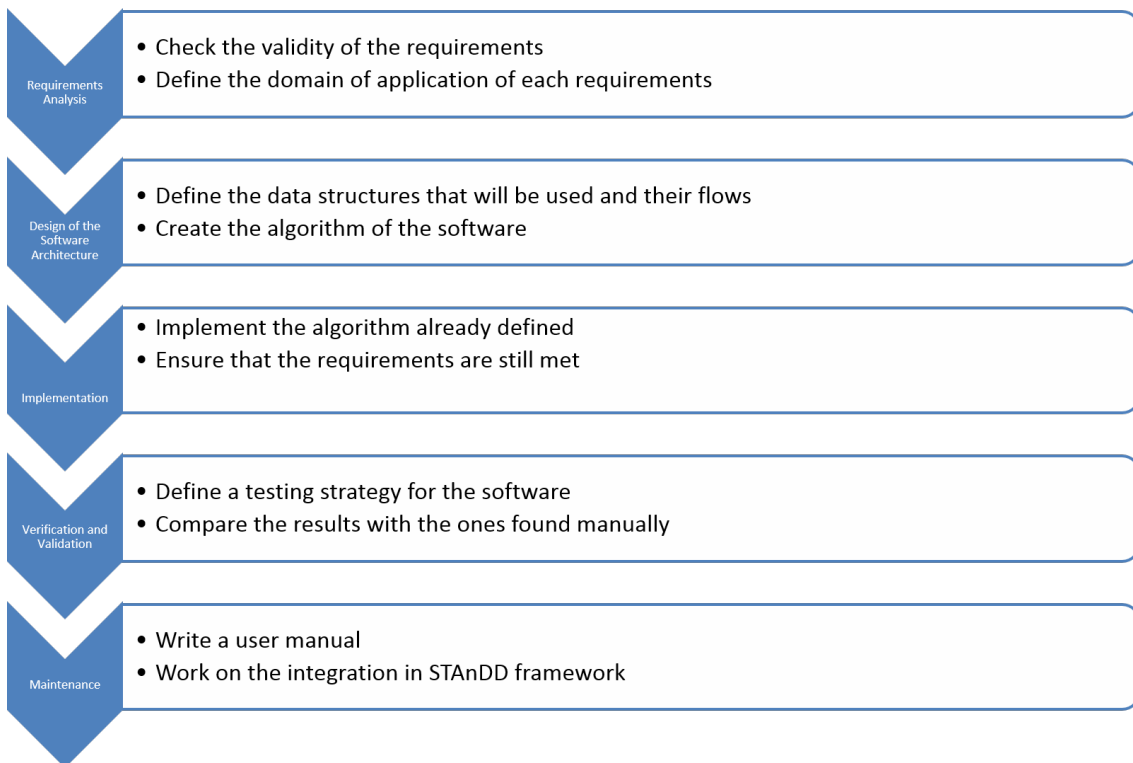 Requirements
Analysis
• Check the validity of the requirements
• Define the domain of application of each requirements
Design of the
Software
Architecture
• Define the data structures that will be used and their flows
• Create the algorithm of the software
Implementation
• Implement the algorithm already defined
• Ensure that the requirements are still met
Verification and
Validation
• Define a testing strategy for the software
• Compare the results with the ones found manually
Maintenance
• Write a user manual
• Work on the integration in STAnDD framework